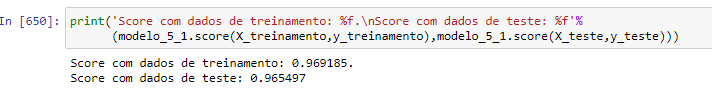 In [650]: print('Score com dados de treinamento: %f.\nScore com dados de teste: %f'%
(modelo_5_1.score(X_treinamento,y_treinamento),modelo_5_1.score(X_teste,y_teste)))
Score com dados de treinamento: 0.969185.
Score com dados de teste: 0.965497